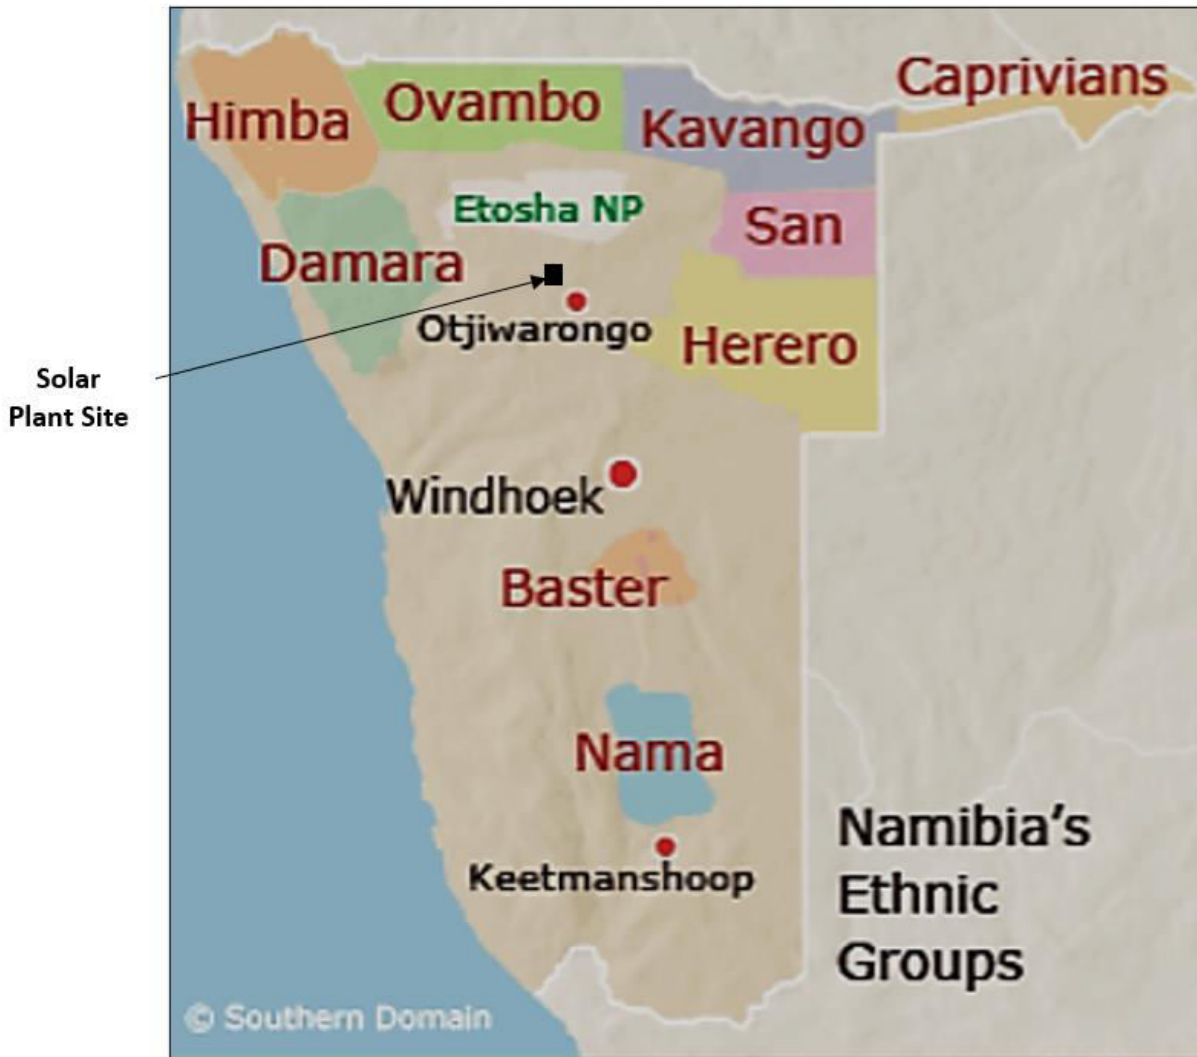 Caprivians
Himba
Ovambo
Kavango
Etosha NP
San
Damara
Otjiwarongo
Herero
Solar
Plant Site
Windhoek
Baster
Nama
Keetmanshoop
Namibia's
Ethnic
Groups
© Southern Domain